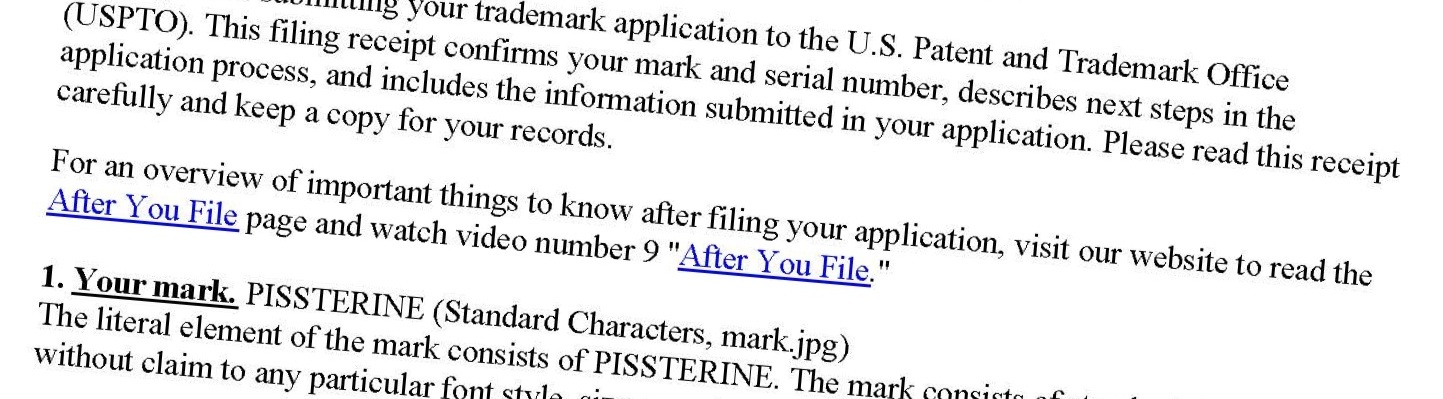 your trademark application to the U.S. Patent and Trademark Office
(USPTO). This filing receipt confirms your mark and serial number, describes next steps in the
application process, and includes the information submitted in your application. Please read this receipt
carefully and keep a copy for your records.
For an overview of important things to know after filing your application, visit our website to read the
After You File page and watch video number 9 "After You File."
1. Your mark. PISSTERINE (Standard Characters, mark.jpg)
The literal element of the mark consists of PISSTERINE. The mark consists of
without claim to any particular font style,